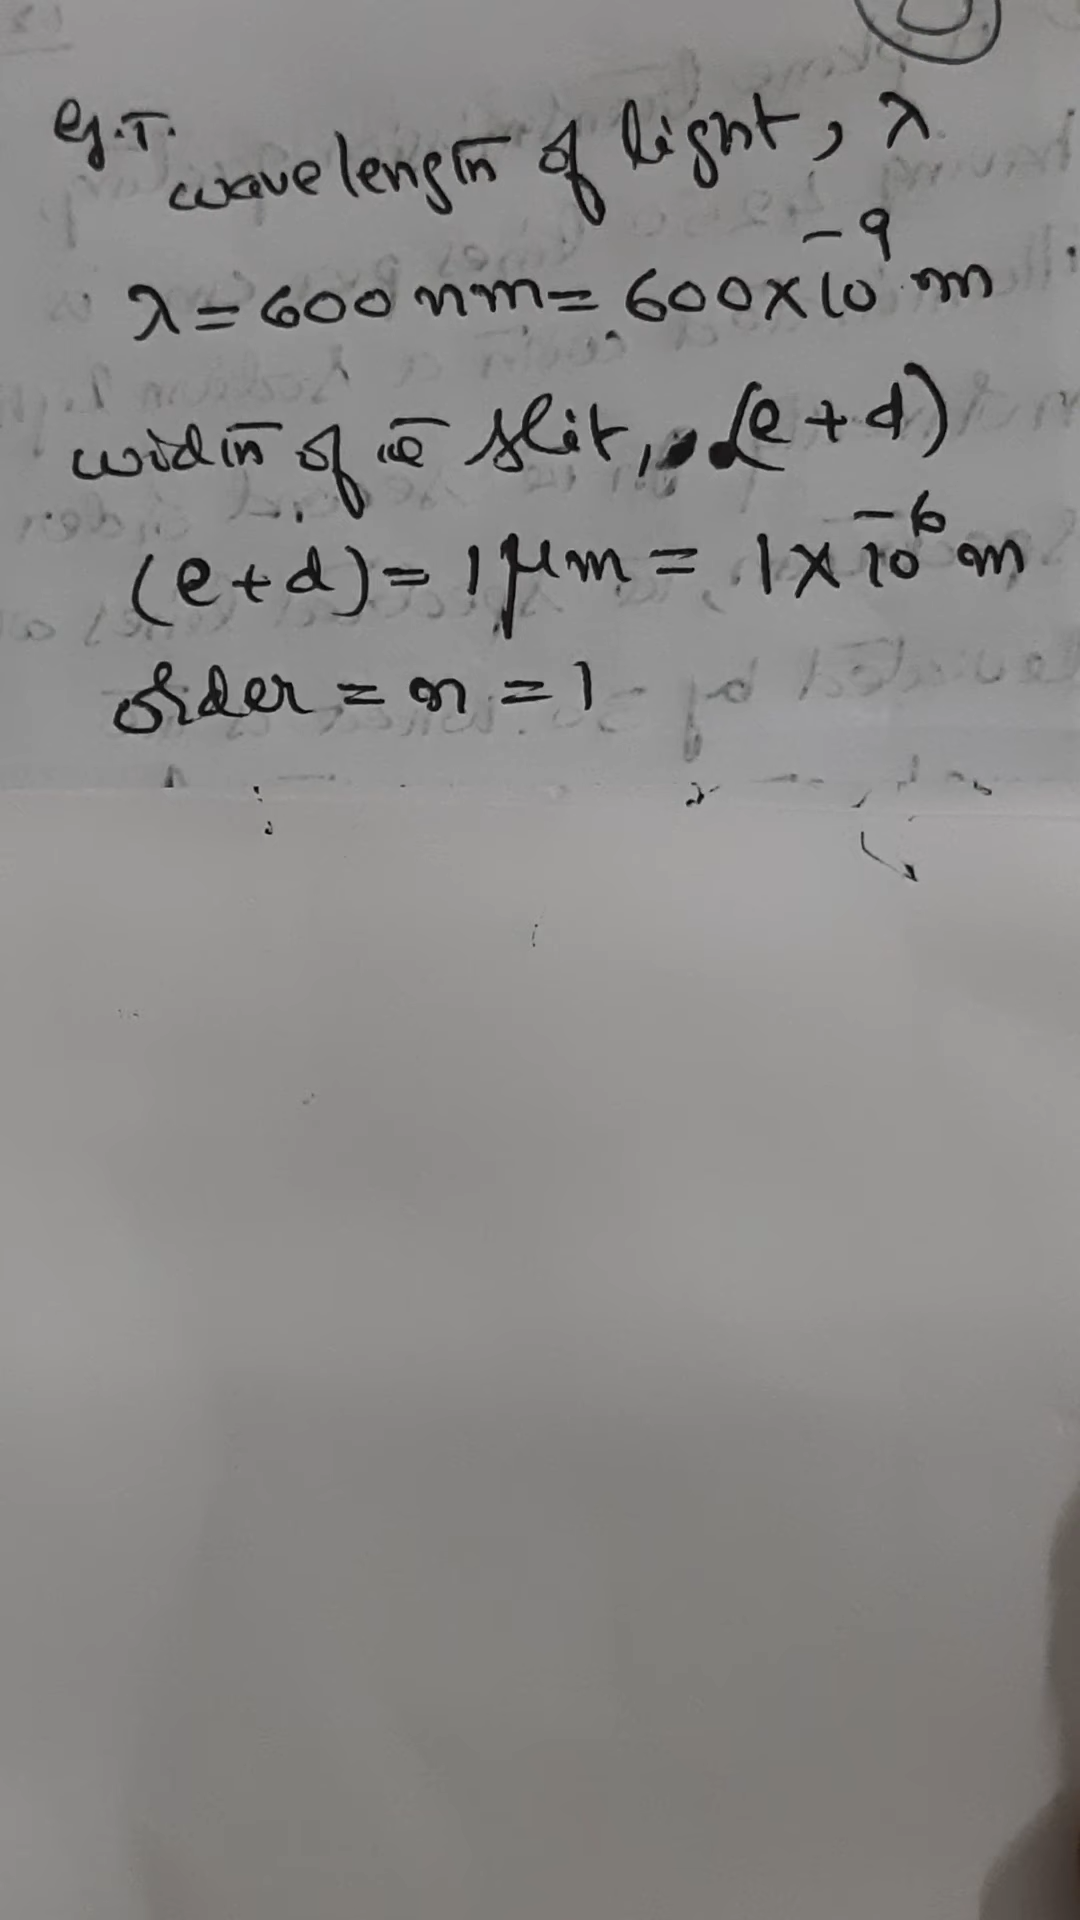 G.T. wavelength of light, λ
λ = 600 nm = 600 × 10⁻⁹ m
width of the slit, (e + d)
(e + d) = 1 μm = 1 × 10⁻⁶ m
order = n = 1